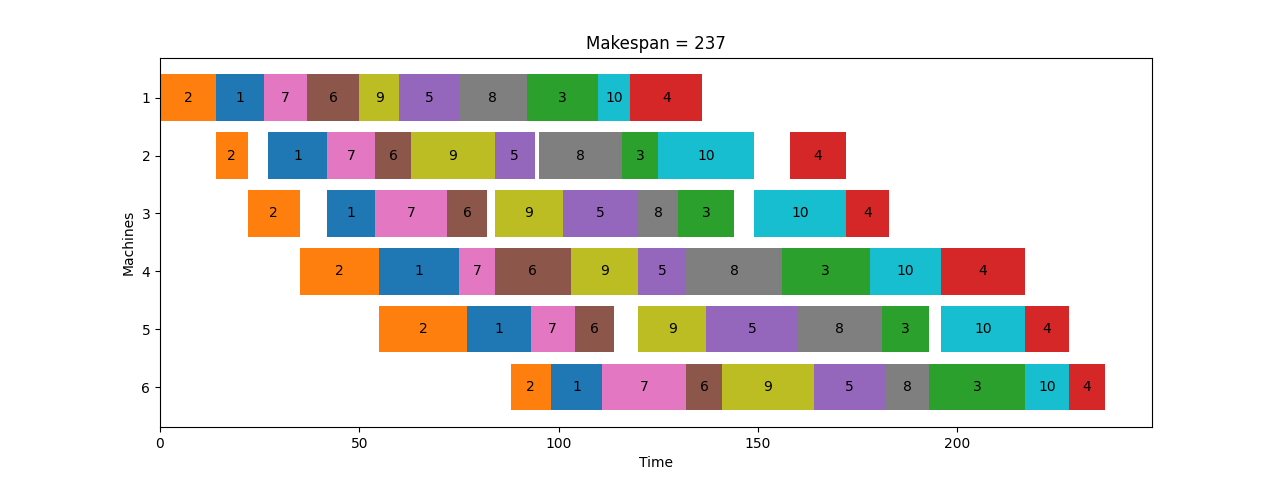 Makespan = 237
Machines
1 2 1 7 6 9 5 8 3 10 4
2 2 1 7 6 9 5 8 3 10 4
3 2 1 7 6 9 5 8 3 10 4
4 2 1 7 6 9 5 8 3 10 4
5 2 1 7 6 9 5 8 3 10 4
6 2 1 7 6 9 5 8 3 10 4
0 50 100 150 200
Time